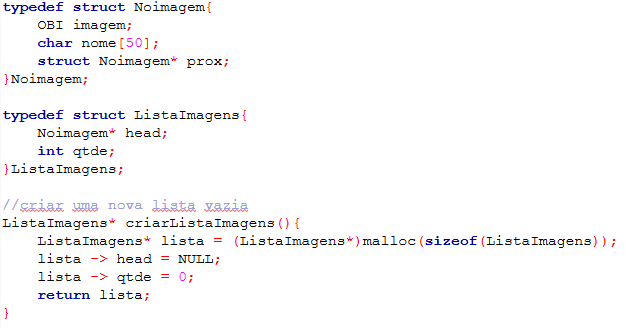 typedef struct Noimagem{
    OBI imagem;
    char nome[50];
    struct Noimagem* prox;
}Noimagem;

typedef struct ListaImagens{
    Noimagem* head;
    int qtde;
}ListaImagens;

//criar uma nova lista vazia
ListaImagens* criarListaImagens(){
    ListaImagens* lista = (ListaImagens*)malloc(sizeof(ListaImagens));
    lista -> head = NULL;
    lista -> qtde = 0;
    return lista;
}